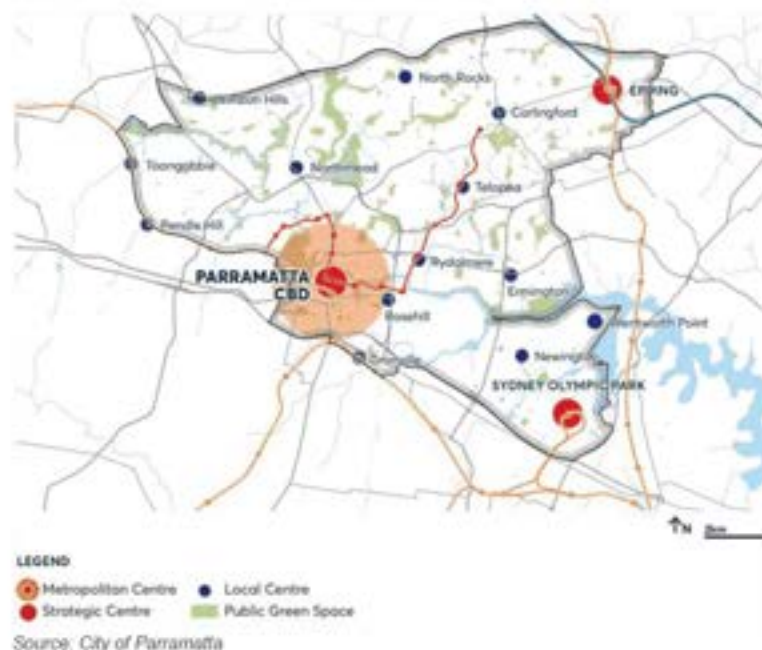 North Rocks
EPPING
Carlingford
Toongabbie
Northmead
Telopea
Pendle Hill
PARRAMATTA
CBD
Rydalmere
Ermington
Rosehill
Wentworth Point
Newington
SYDNEY OLYMPIC PARK
N
LEGEND
Metropolitan Centre
Local Centre
Strategic Centre
Public Green Space
Source: City of Parramatta